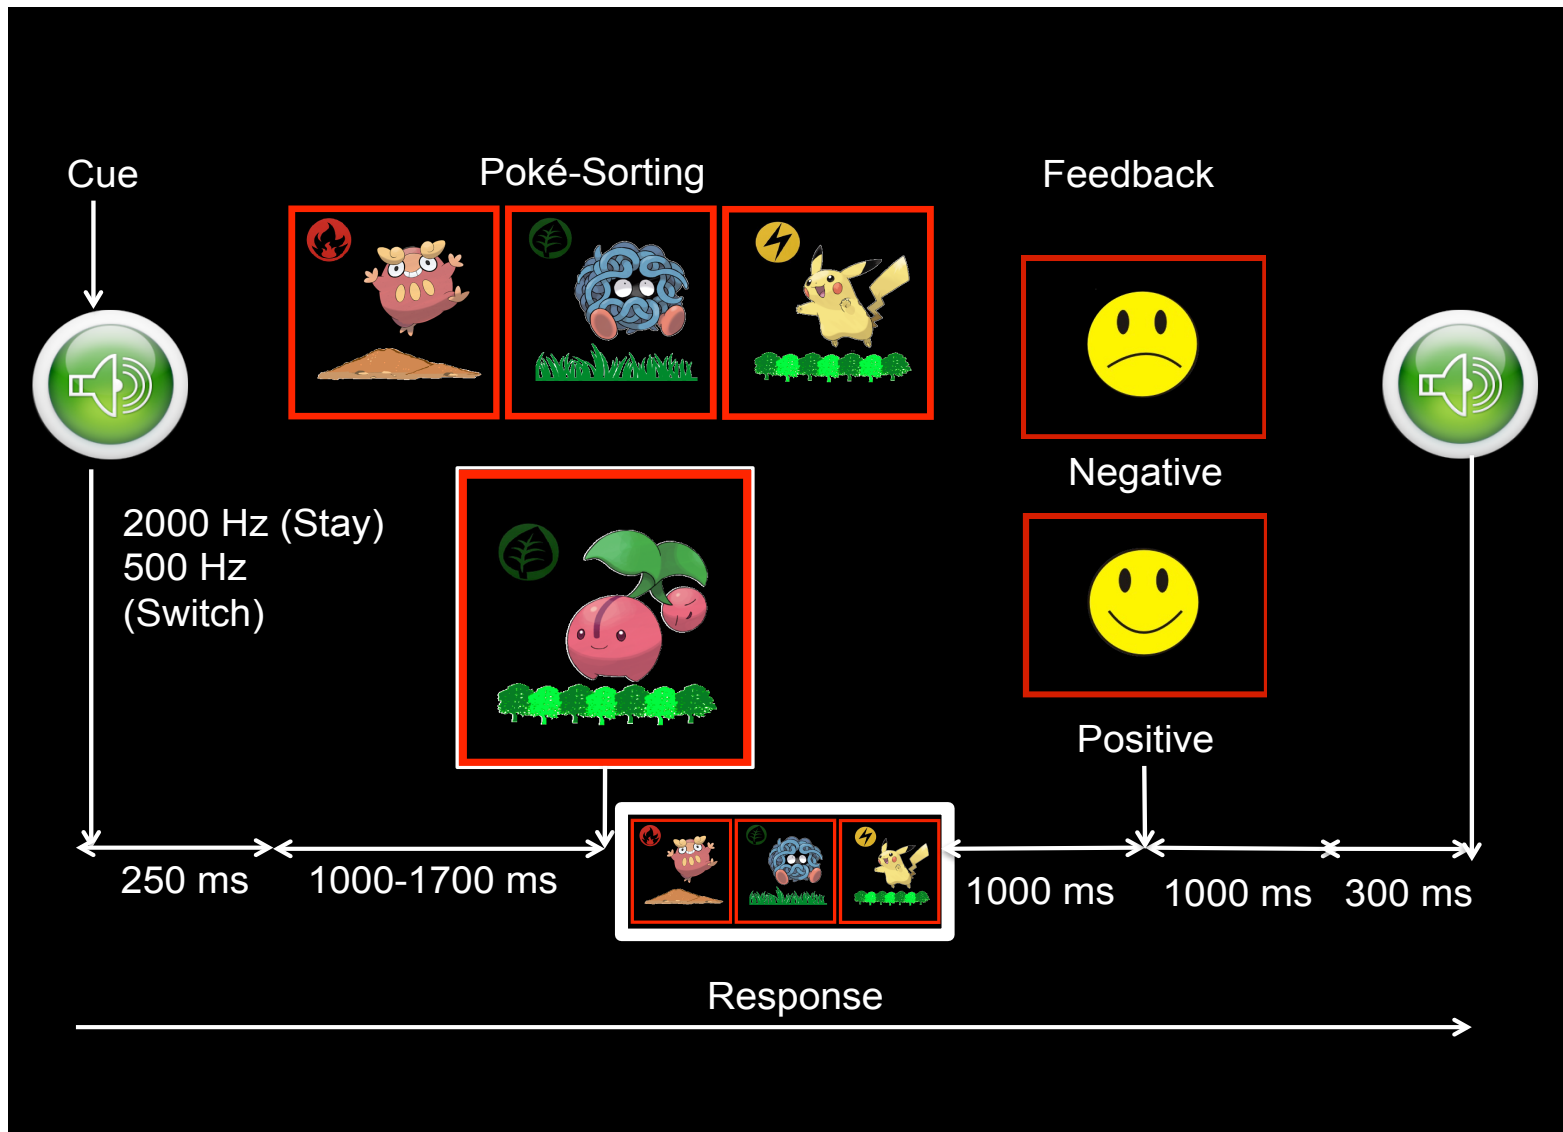 Cue
Poké-Sorting
Feedback
Negative
2000 Hz (Stay)
500 Hz
(Switch)
Positive
250 ms
1000-1700 ms
1000 ms
1000 ms
300 ms
Response